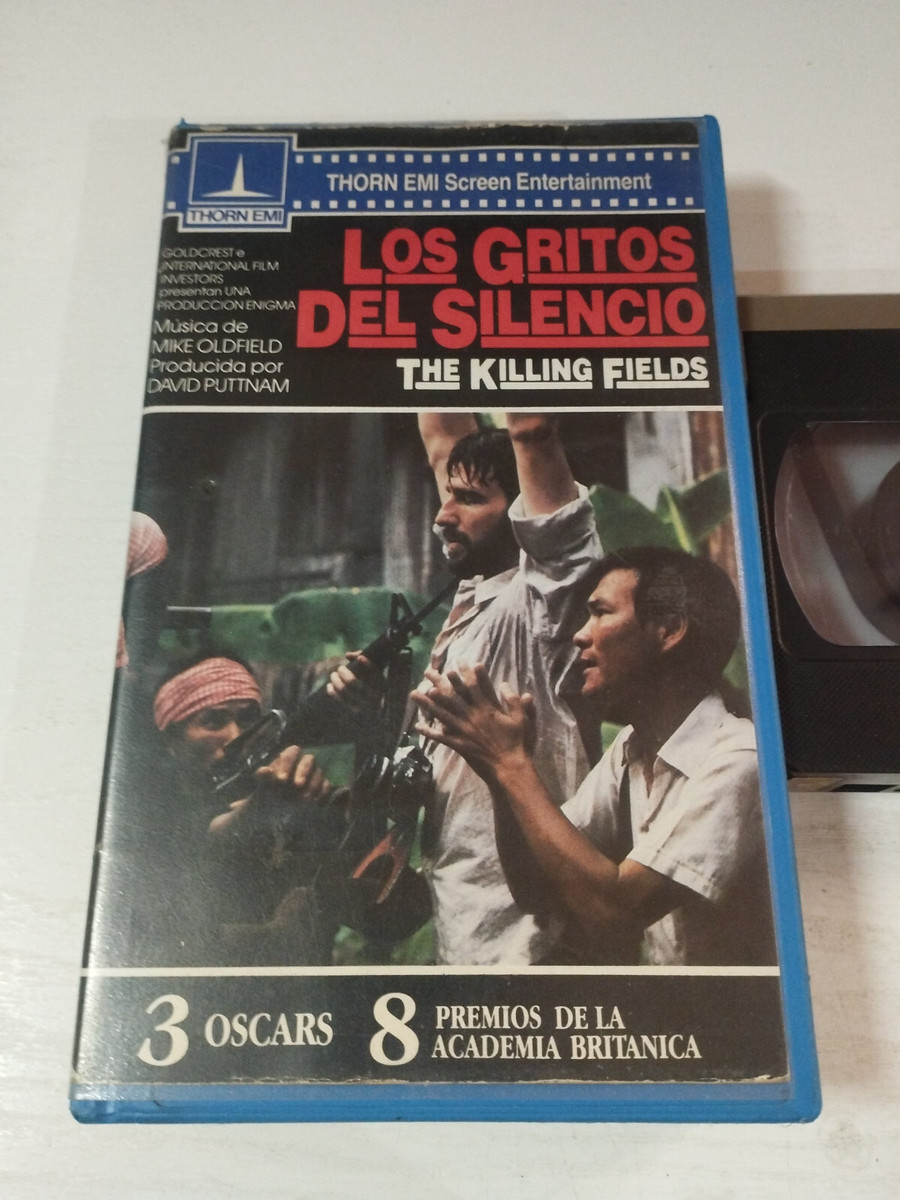 THORN EMI
THORN EMI Screen Entertainment
GOLDCREST e
INTERNATIONAL FILM
INVESTORS
presentan UNA
PRODUCCION ENIGMA
Música de
MIKE OLDFIELD
Producida por
DAVID PUTTNAM
LOS GRITOS
DEL SILENCIO
THE KILLING FIELDS
3 OSCARS 8 PREMIOS DE LA
ACADEMIA BRITANICA